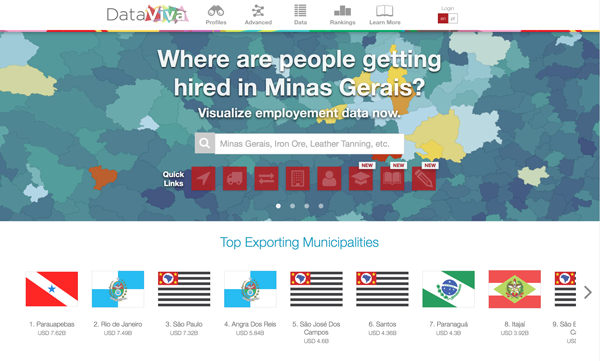 DataViva
Profiles
Advanced
Data
Rankings
Learn More
Login
en pt
Where are people getting
hired in Minas Gerais?
Visualize employement data now.
Minas Gerais, Iron Ore, Leather Tanning, etc.
Quick
Links
NEW
NEW
NEW
Top Exporting Municipalities
1. Parauapebas
USD 7.62B
2. Rio de Janeiro
USD 7.49B
3. São Paulo
USD 7.32B
4. Angra Dos Reis
USD 5.84B
5. São José Dos
Campos
USD 4.6B
6. Santos
USD 4.36B
7. Paranaguá
USD 4.3B
8. Itajaí
USD 3.92B
9. São B
Ca
USD